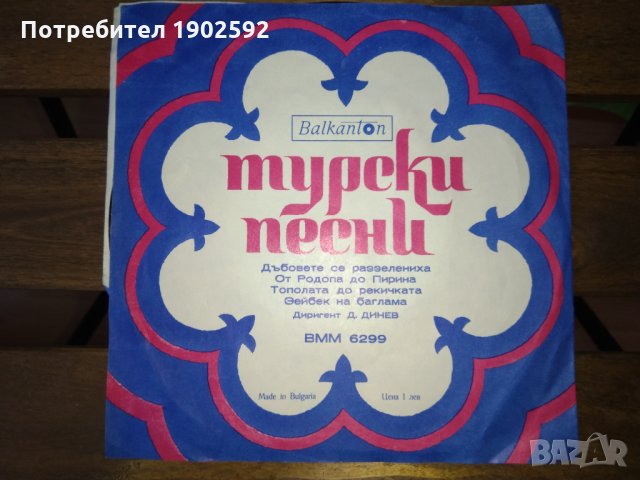 Потребител 1902592
Balkanton
турски
песни
Дъбовете се раззелениха
От Родопа до Пирина
Тополата до рекичката
Зейбек на баглама
Диригент Д. ДИНЕВ
ВММ 6299
Made in Bulgaria Цена 1 лев
BAZAR